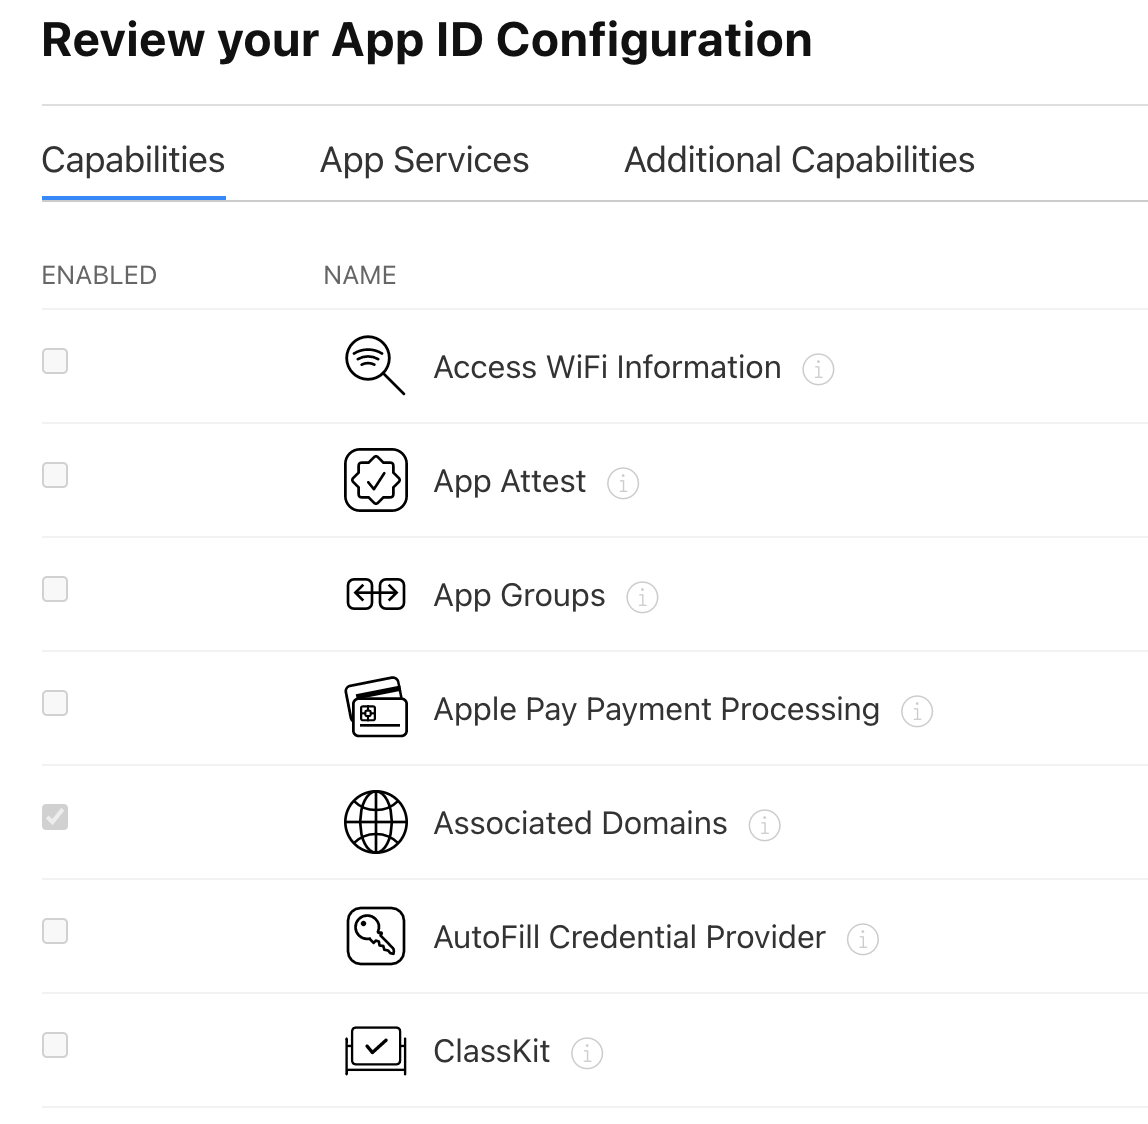 Review your App ID Configuration
Capabilities App Services Additional Capabilities
ENABLED NAME
Access WiFi Information
App Attest
App Groups
Apple Pay Payment Processing
Associated Domains
AutoFill Credential Provider
ClassKit